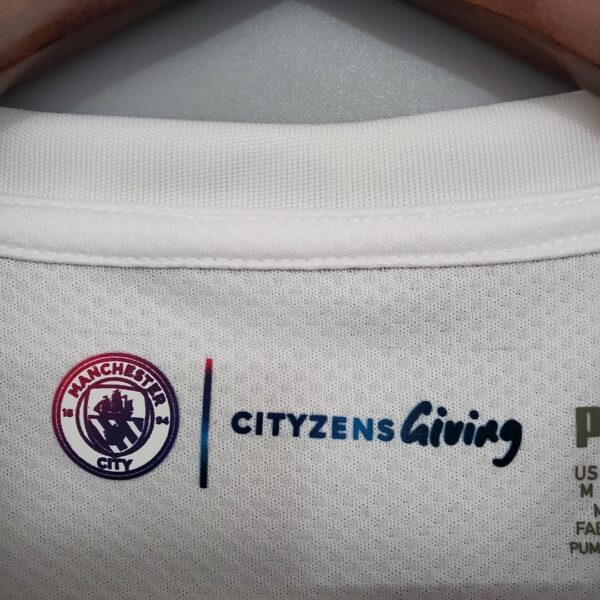 MANCHESTER
18 94
CITY
CITYZENS Giving
US
M
PUM